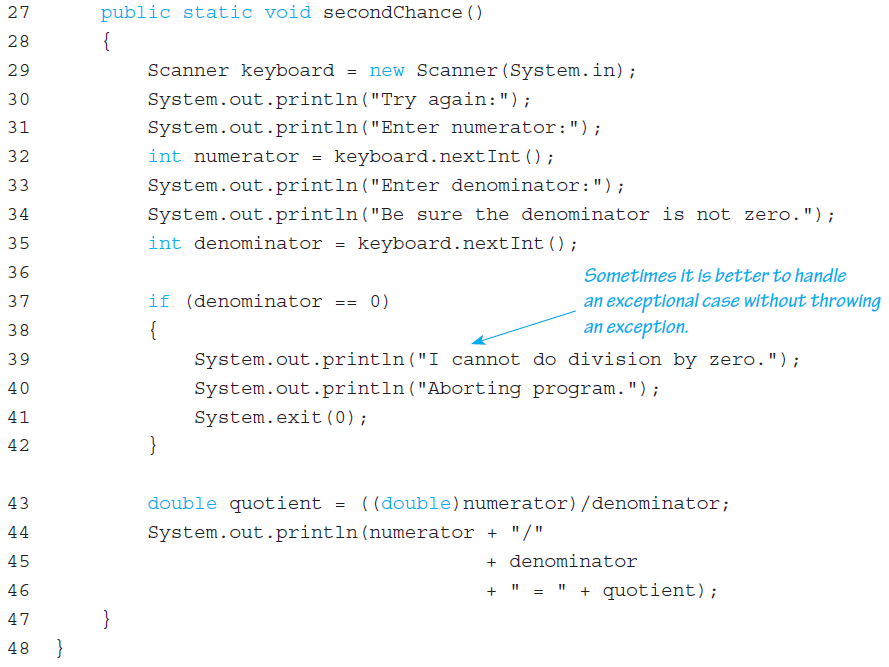 27 public static void secondChance()
28 {
29 Scanner keyboard = new Scanner(System.in);
30 System.out.println("Try again:");
31 System.out.println("Enter numerator:");
32 int numerator = keyboard.nextInt();
33 System.out.println("Enter denominator:");
34 System.out.println("Be sure the denominator is not zero.");
35 int denominator = keyboard.nextInt();
36
Sometimes it is better to handle
an exceptional case without throwing
an exception.
37 if (denominator == 0)
38 {
39 System.out.println("I cannot do division by zero.");
40 System.out.println("Aborting program.");
41 System.exit(0);
42 }
43 double quotient = ((double)numerator)/denominator;
44 System.out.println(numerator + "/"
45 + denominator
46 + " = " + quotient);
47 }
48 }